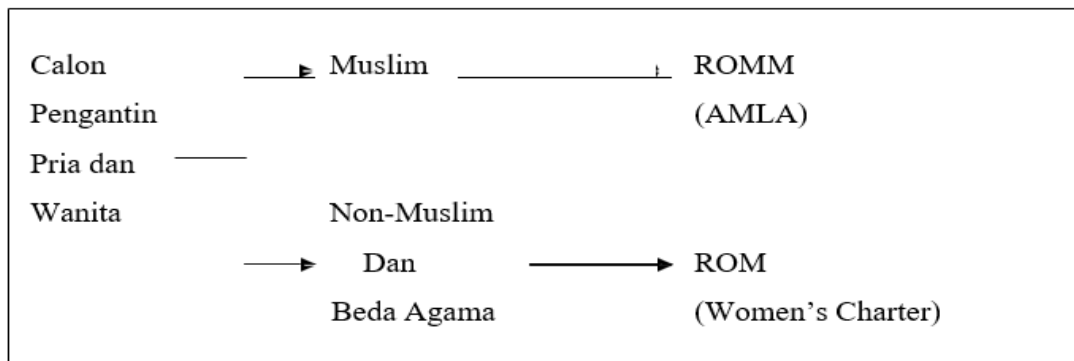 Calon Muslim ROMM
Pengantin (AMLA)
Pria dan
Wanita Non-Muslim
Dan ROM
Beda Agama (Women’s Charter)